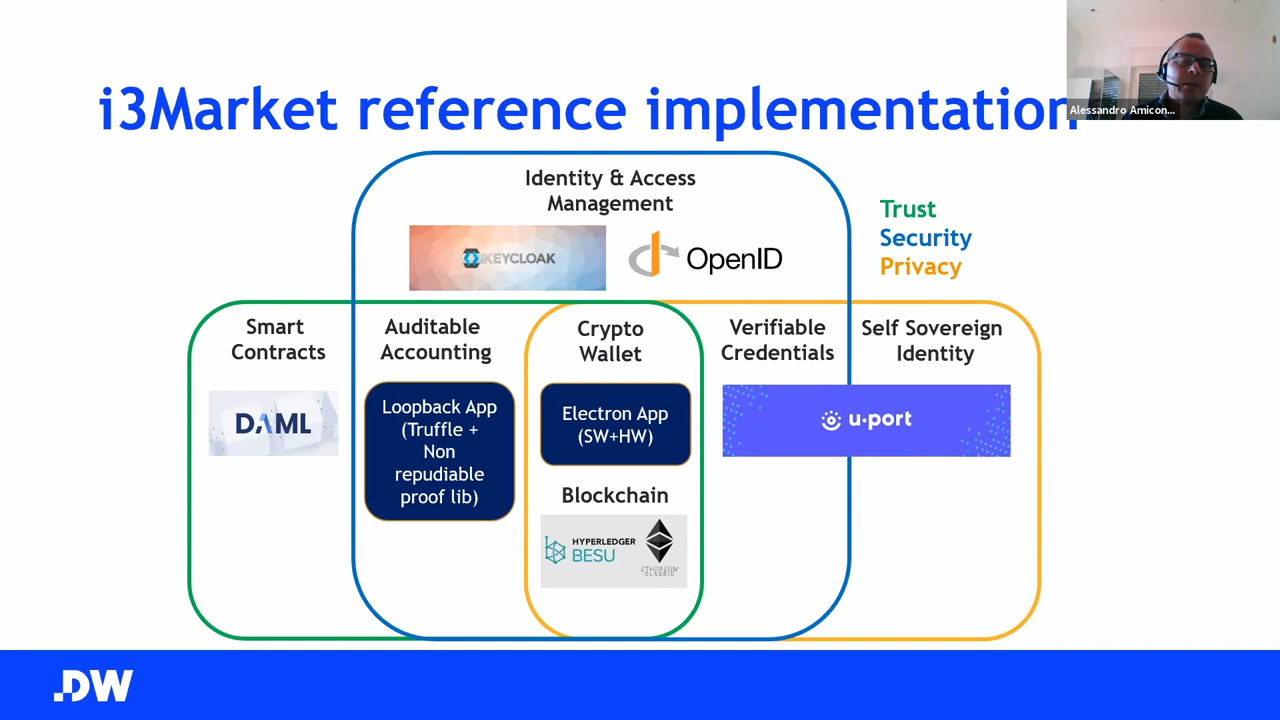 i3Market reference implementation
Alessandro Amicon...
Identity & Access
Management
KEYCLOAK
OpenID
Trust
Security
Privacy
Smart
Contracts
DAML
Auditable
Accounting
Loopback App
(Truffle +
Non
repudiable
proof lib)
Crypto
Wallet
Electron App
(SW+HW)
Blockchain
HYPERLEDGER
BESU
ETHEREUM
CLASSIC
Verifiable
Credentials
Self Sovereign
Identity
u·port
.DW